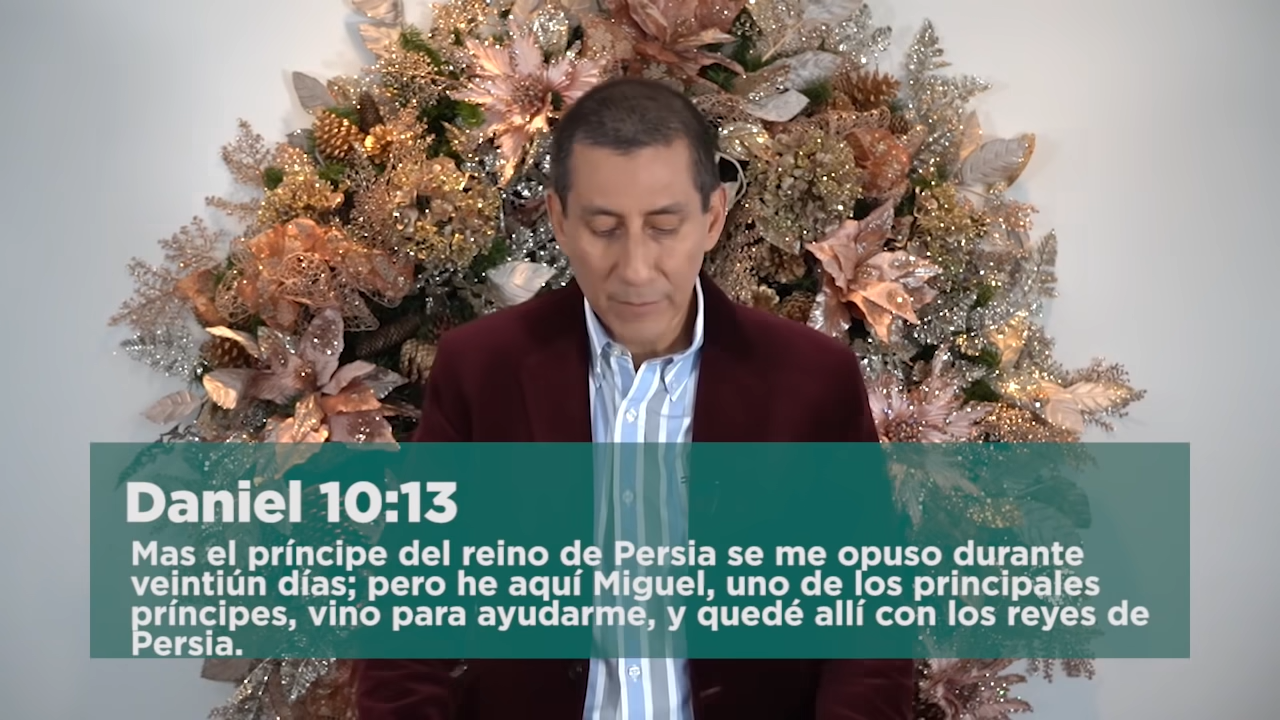 Daniel 10:13
Mas el príncipe del reino de Persia se me opuso durante
veintiún días; pero he aquí Miguel, uno de los principales
príncipes, vino para ayudarme, y quedé allí con los reyes de
Persia.